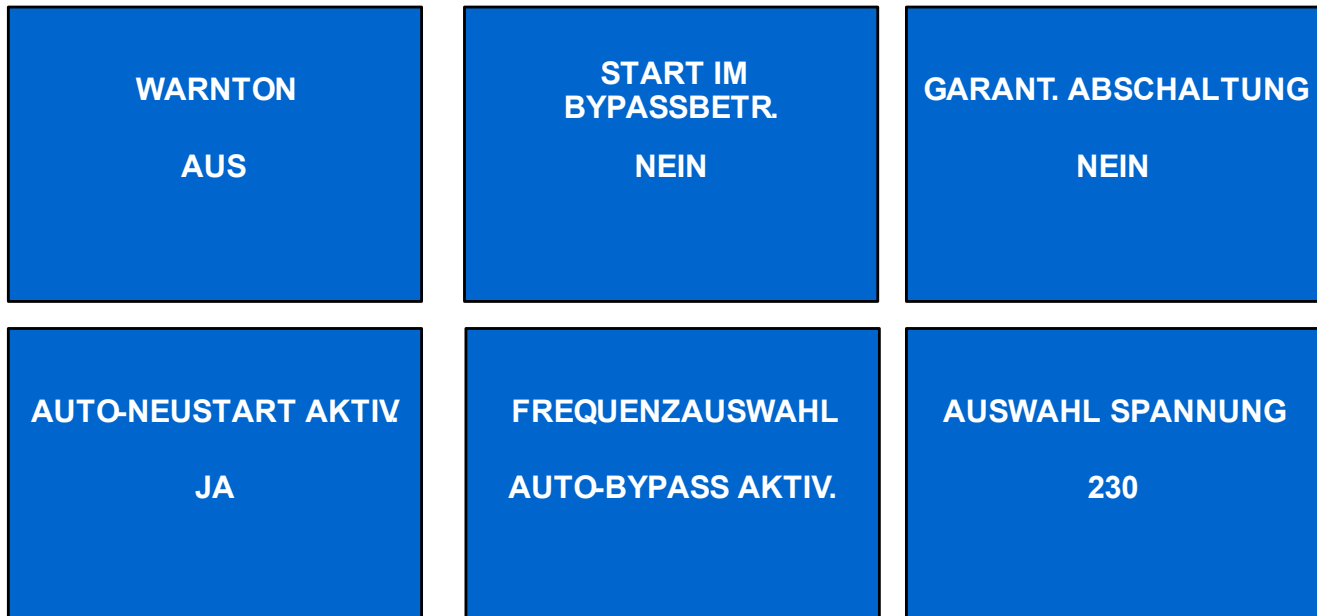 WARNTON
AUS
START IM
BYPASSBETR.
NEIN
GARANT. ABSCHALTUNG
NEIN
AUTO-NEUSTART AKTIV.
JA
FREQUENZAUSWAHL
AUTO-BYPASS AKTIV.
AUSWAHL SPANNUNG
230